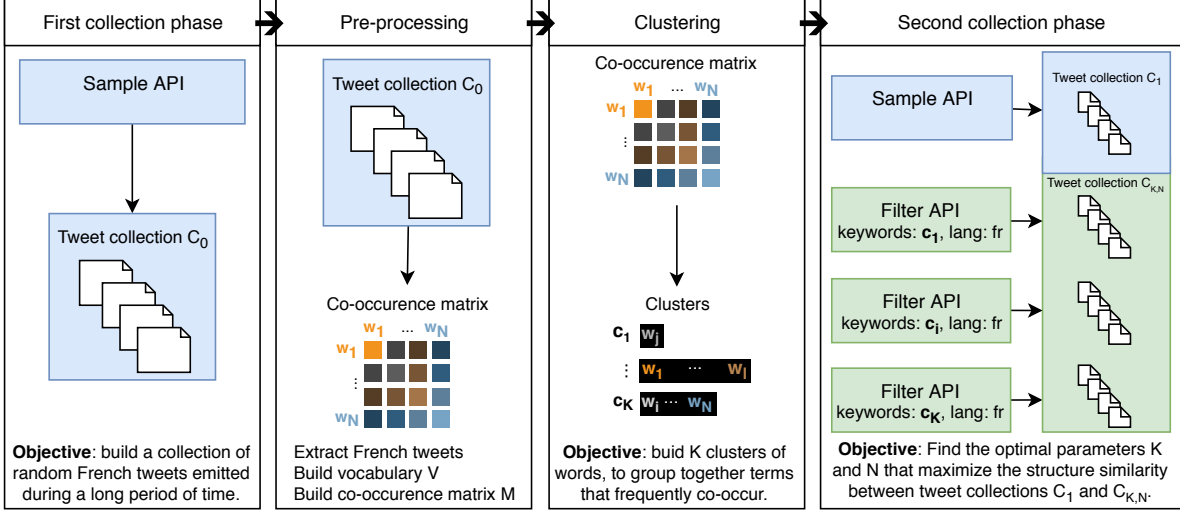 First collection phase
Sample API
Tweet collection C0
Objective: build a collection of
random French tweets emitted
during a long period of time.
Pre-processing
Tweet collection C0
Co-occurence matrix
w1 ... wN
w1
⋮
wN
Extract French tweets
Build vocabulary V
Build co-occurence matrix M
Clustering
Co-occurence matrix
w1 ... wN
w1
⋮
wN
Clusters
c1 wj
⋮ w1 ... wl
cK wi ... wN
Objective: buid K clusters of
words, to group together terms
that frequently co-occur.
Second collection phase
Sample API
Tweet collection C1
Tweet collection CK,N
Filter API
keywords: c1, lang: fr
Filter API
keywords: ci, lang: fr
Filter API
keywords: cK, lang: fr
Objective: Find the optimal parameters K
and N that maximize the structure similarity
between tweet collections C1 and CK,N.